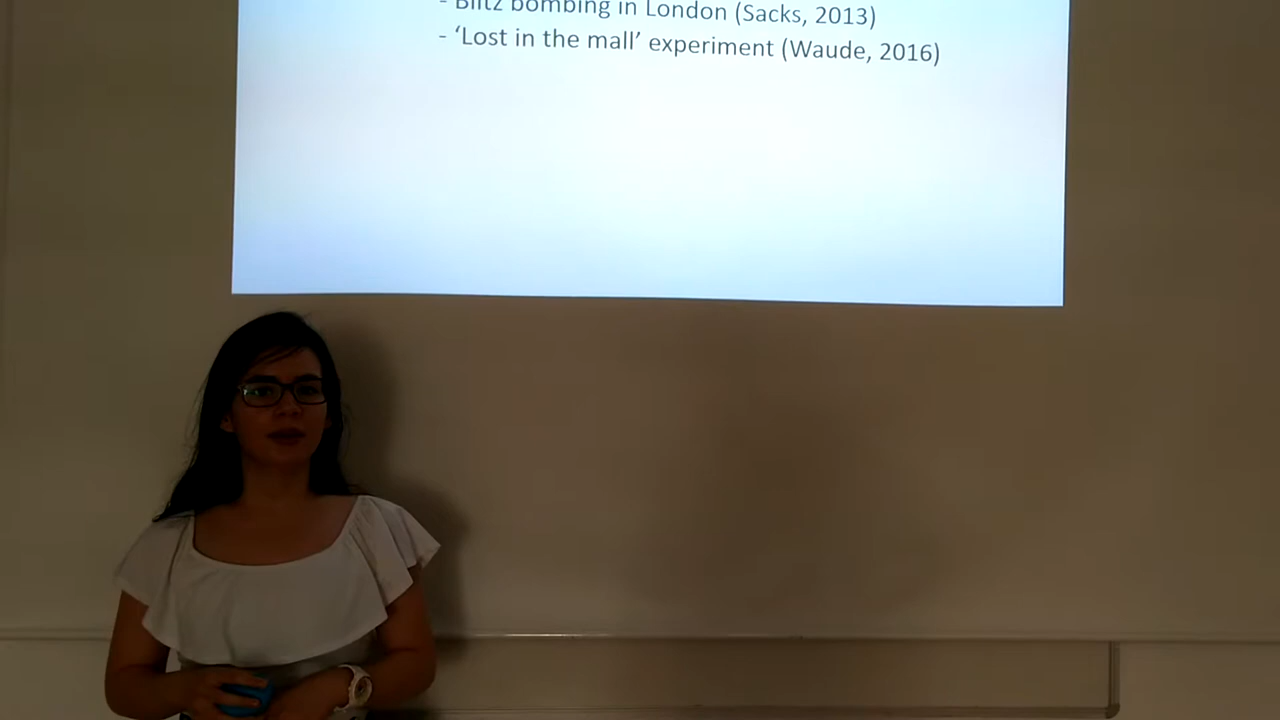 - Blitz bombing in London (Sacks, 2013)
- ‘Lost in the mall’ experiment (Waude, 2016)